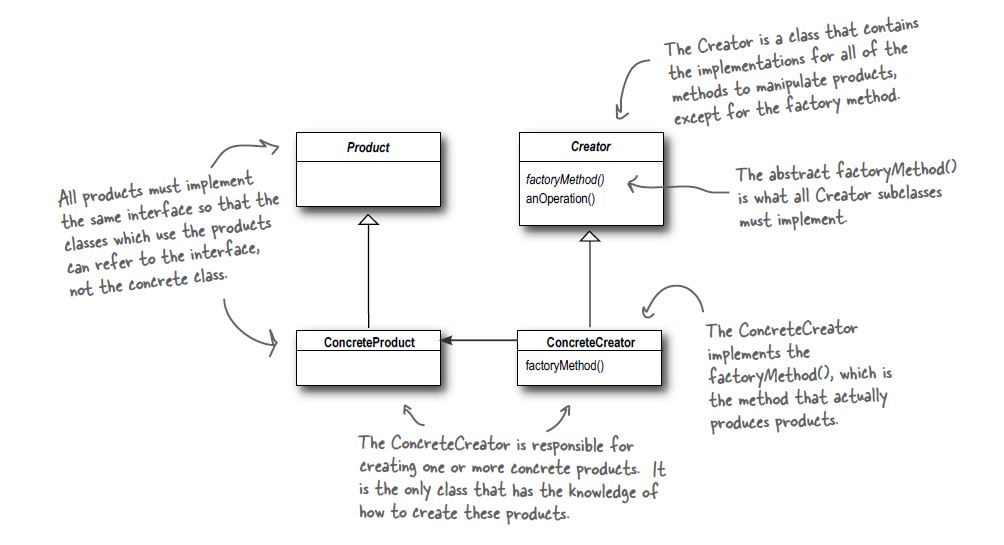 The Creator is a class that contains
the implementations for all of the
methods to manipulate products,
except for the factory method.
Product
Creator
factoryMethod()
anOperation()
The abstract factoryMethod()
is what all Creator subclasses
must implement.
All products must implement
the same interface so that the
classes which use the products
can refer to the interface,
not the concrete class.
ConcreteProduct
ConcreteCreator
factoryMethod()
The ConcreteCreator
implements the
factoryMethod(), which is
the method that actually
produces products.
The ConcreteCreator is responsible for
creating one or more concrete products. It
is the only class that has the knowledge of
how to create these products.